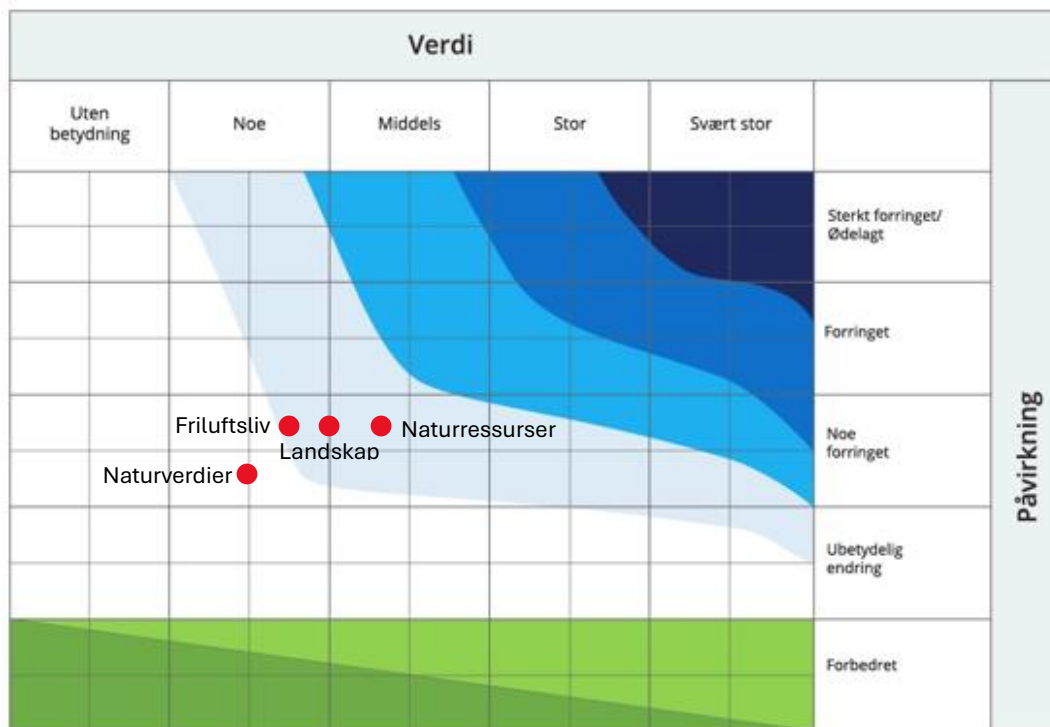 Verdi
Uten
betydning
Noe
Middels
Stor
Svært stor
Sterkt forringet/
Ødelagt
Forringet
Friluftsliv
Landskap
Naturressurser
Noe
forringet
Naturverdier
Ubetydelig
endring
Forbedret
Påvirkning